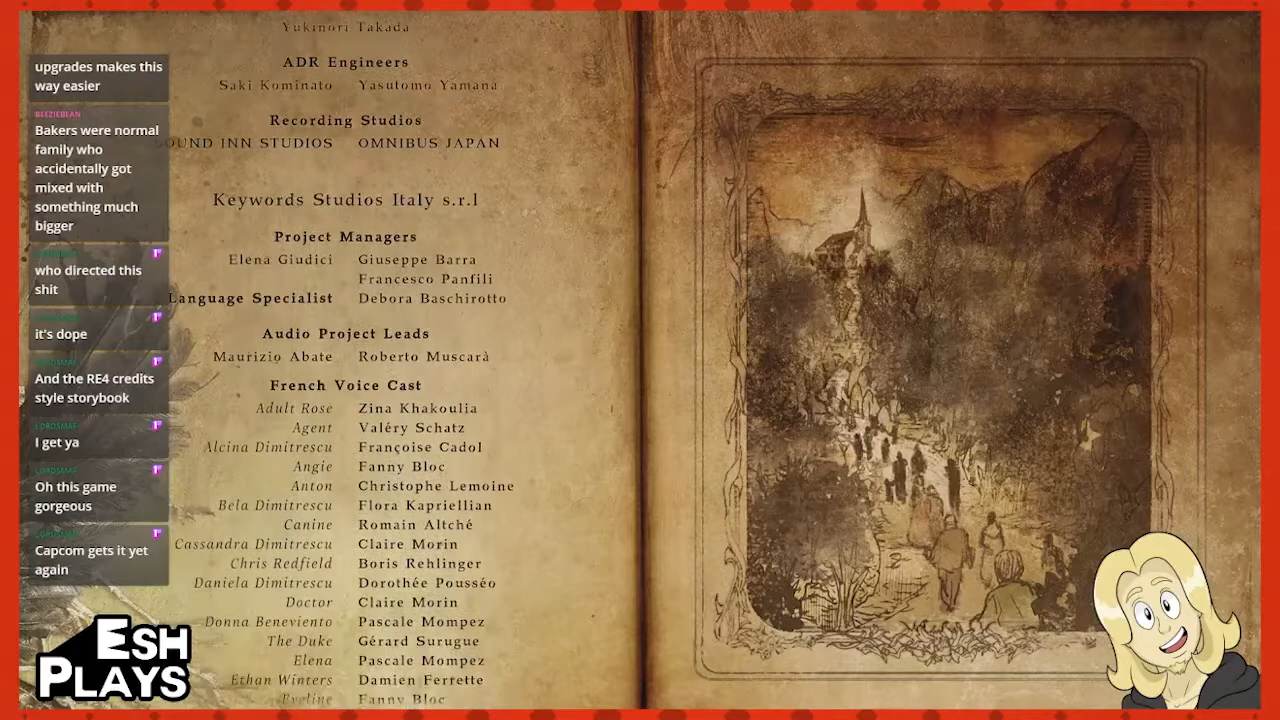 upgrades makes this
way easier
BEEZIEBEAN
Bakers were normal
family who
accidentally got
mixed with
something much
bigger
who directed this
shit
it's dope
And the RE4 credits
style storybook
LORDSMAF
I get ya
LORDSMAF
Oh this game
gorgeous
Capcom gets it yet
again
ESH
PLAYS
Yukinori Takada
ADR Engineers
Saki Kominato Yasutomo Yamana
Recording Studios
OUND INN STUDIOS OMNIBUS JAPAN
Keywords Studios Italy s.r.l
Project Managers
Elena Giudici Giuseppe Barra
Francesco Panfili
Language Specialist Debora Baschirotto
Audio Project Leads
Maurizio Abate Roberto Muscarà
French Voice Cast
Adult Rose Zina Khakoulia
Agent Valéry Schatz
Alcina Dimitrescu Françoise Cadol
Angie Fanny Bloc
Anton Christophe Lemoine
Bela Dimitrescu Flora Kapriellian
Canine Romain Altché
Cassandra Dimitrescu Claire Morin
Chris Redfield Boris Rehlinger
Daniela Dimitrescu Dorothée Pousséo
Doctor Claire Morin
Donna Beneviento Pascale Mompez
The Duke Gérard Surugue
Elena Pascale Mompez
Ethan Winters Damien Ferrette
Eveline Fanny Bloc